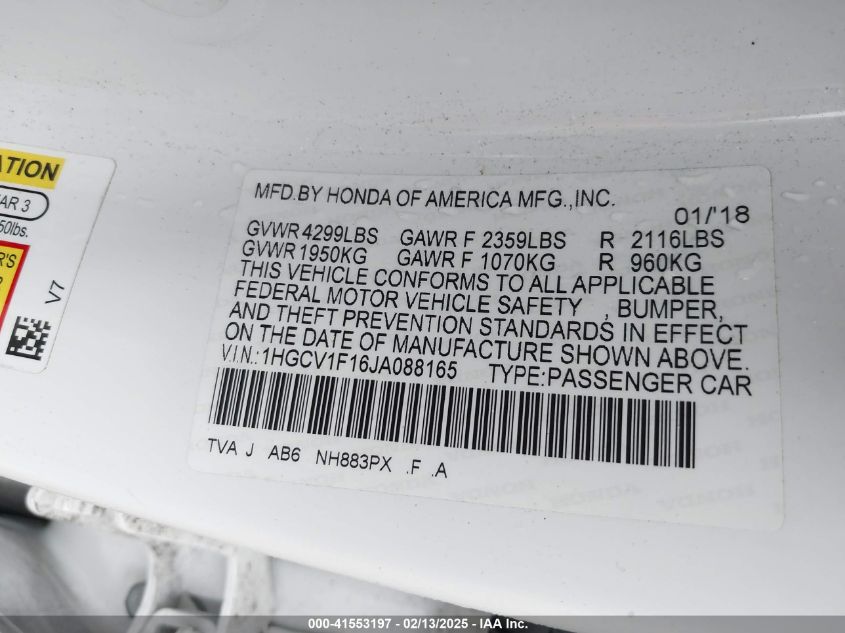 ATION
AR 3
50lbs.
R'S
V7
MFD.BY HONDA OF AMERICA MFG.,INC.
01/'18
GVWR 4299LBS GAWR F 2359LBS R 2116LBS
GVWR 1950KG GAWR F 1070KG R 960KG
THIS VEHICLE CONFORMS TO ALL APPLICABLE
FEDERAL MOTOR VEHICLE SAFETY , BUMPER,
AND THEFT PREVENTION STANDARDS IN EFFECT
ON THE DATE OF MANUFACTURE SHOWN ABOVE.
V.I.N.:1HGCV1F16JA088165 TYPE:PASSENGER CAR
TVA J AB6 NH883PX .F .A
000-41553197 - 02/13/2025 - IAA Inc.